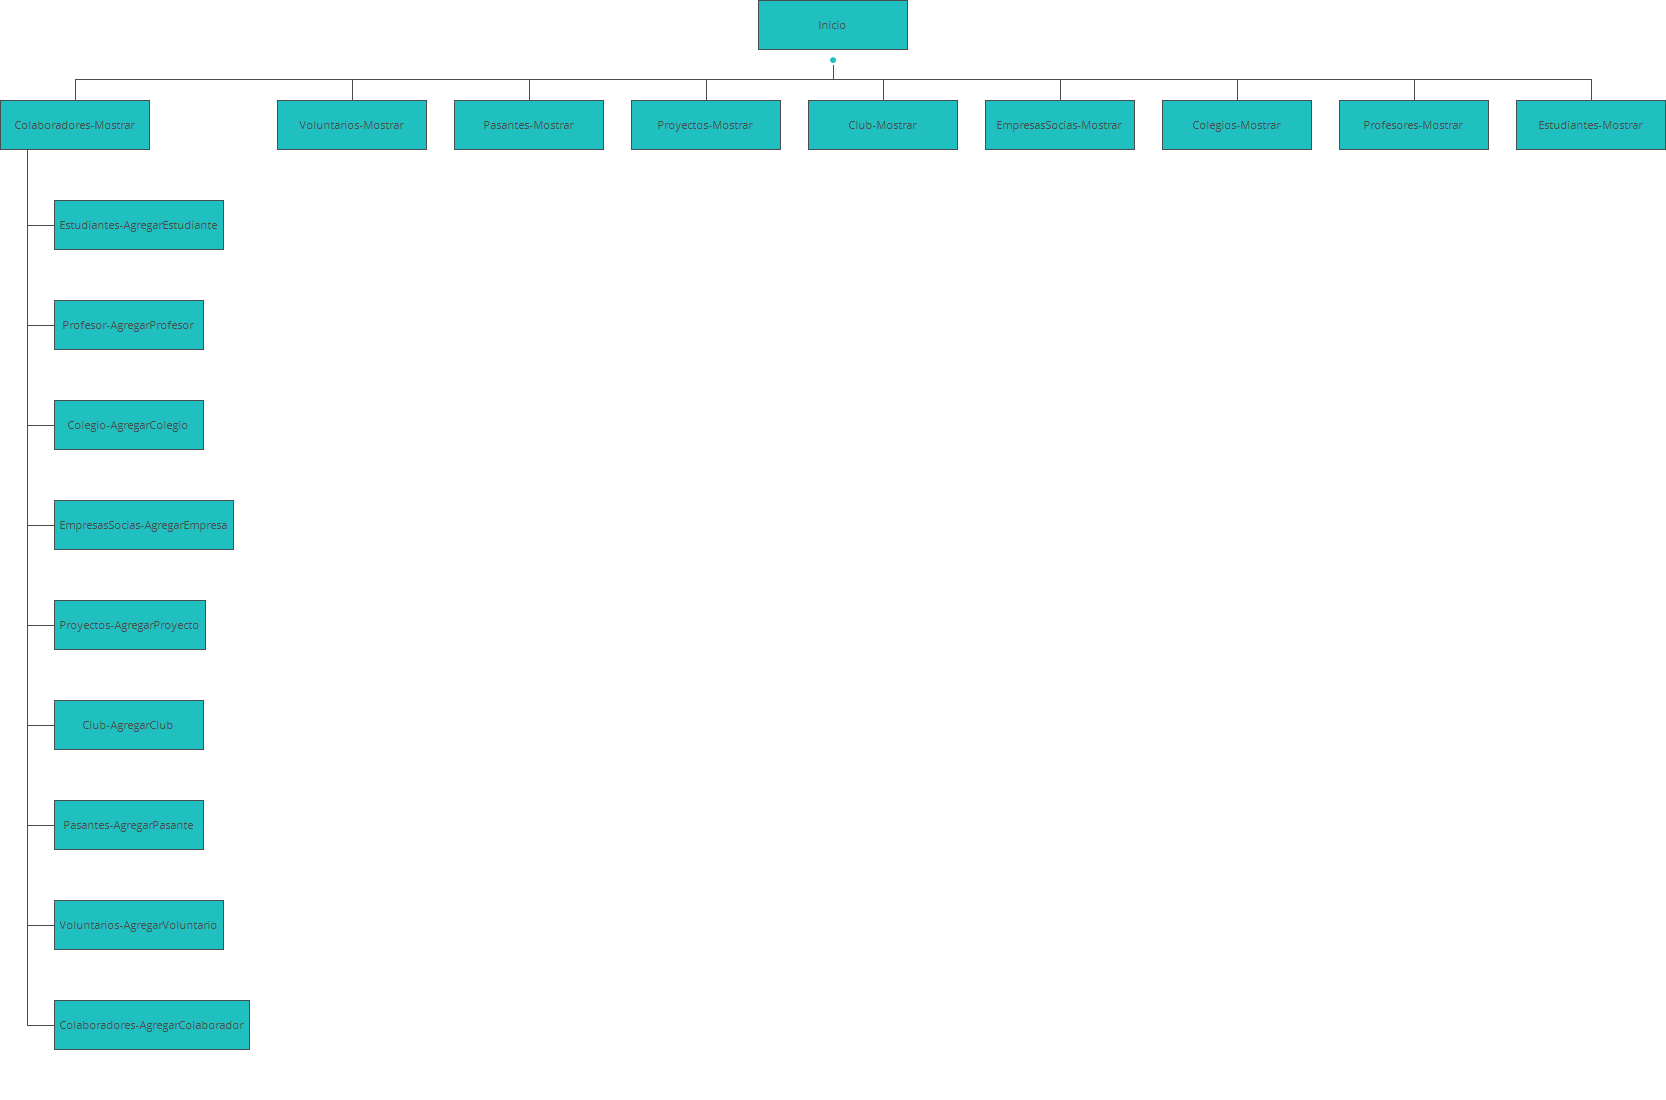 Inicio
Colaboradores-Mostrar
Voluntarios-Mostrar
Pasantes-Mostrar
Proyectos-Mostrar
Club-Mostrar
EmpresasSocias-Mostrar
Colegios-Mostrar
Profesores-Mostrar
Estudiantes-Mostrar
Estudiantes-AgregarEstudiante
Profesor-AgregarProfesor
Colegio-AgregarColegio
EmpresasSocias-AgregarEmpresa
Proyectos-AgregarProyecto
Club-AgregarClub
Pasantes-AgregarPasante
Voluntarios-AgregarVoluntario
Colaboradores-AgregarColaborador